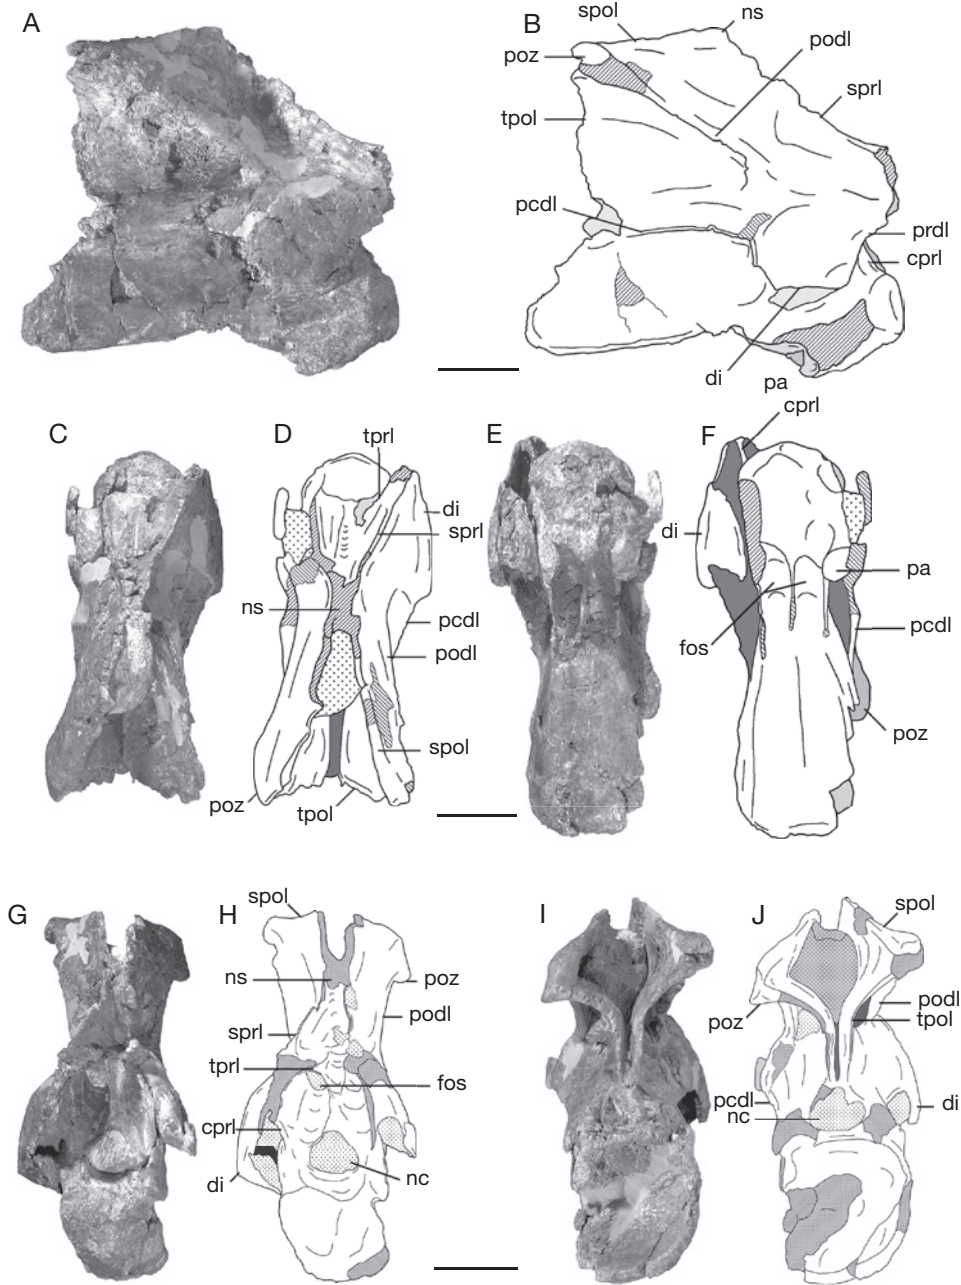 A
B
spol
ns
poz
podl
sprl
tpol
pcdl
prdl
cprl
di
pa
C
D
tprl
E
F
cprl
di
sprl
di
ns
pa
pcdl
podl
fos
pcdl
spol
poz
poz
tpol
G
H
spol
I
J
spol
ns
poz
podl
sprl
podl
poz
tpol
tprl
fos
cprl
pcdl
nc
di
di
nc